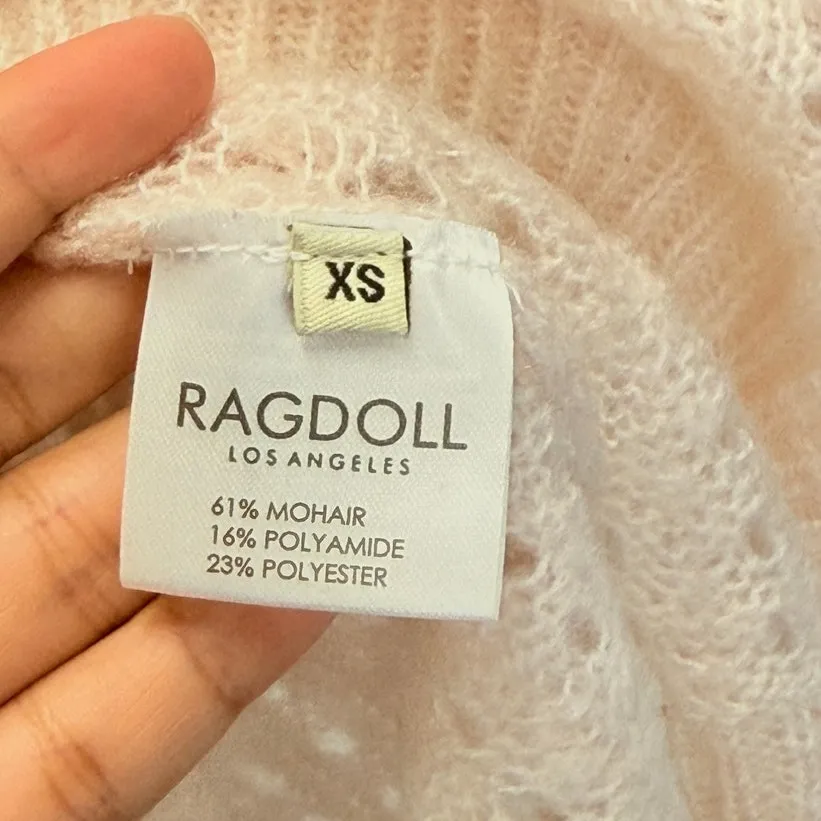 XS
RAGDOLL
LOS ANGELES
61% MOHAIR
16% POLYAMIDE
23% POLYESTER